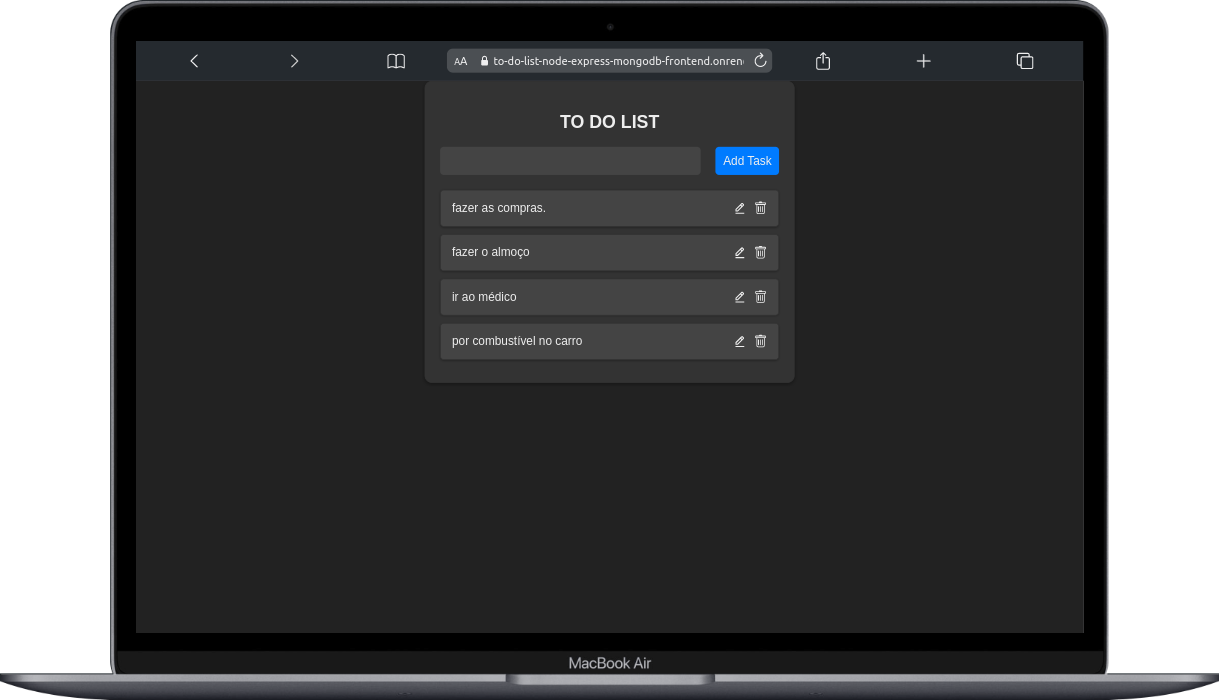 AA to-do-list-node-express-mongodb-frontend.onren
TO DO LIST
Add Task
fazer as compras.
fazer o almoço
ir ao médico
por combustível no carro
MacBook Air